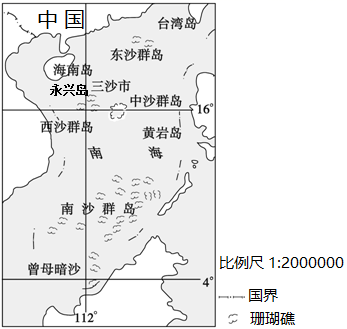 中国
台湾岛
东沙群岛
海南岛
永兴岛
三沙市
中沙群岛
16°
西沙群岛
黄岩岛
南海
南沙群岛
曾母暗沙
4°
112°
比例尺 1:2000000
国界
珊瑚礁